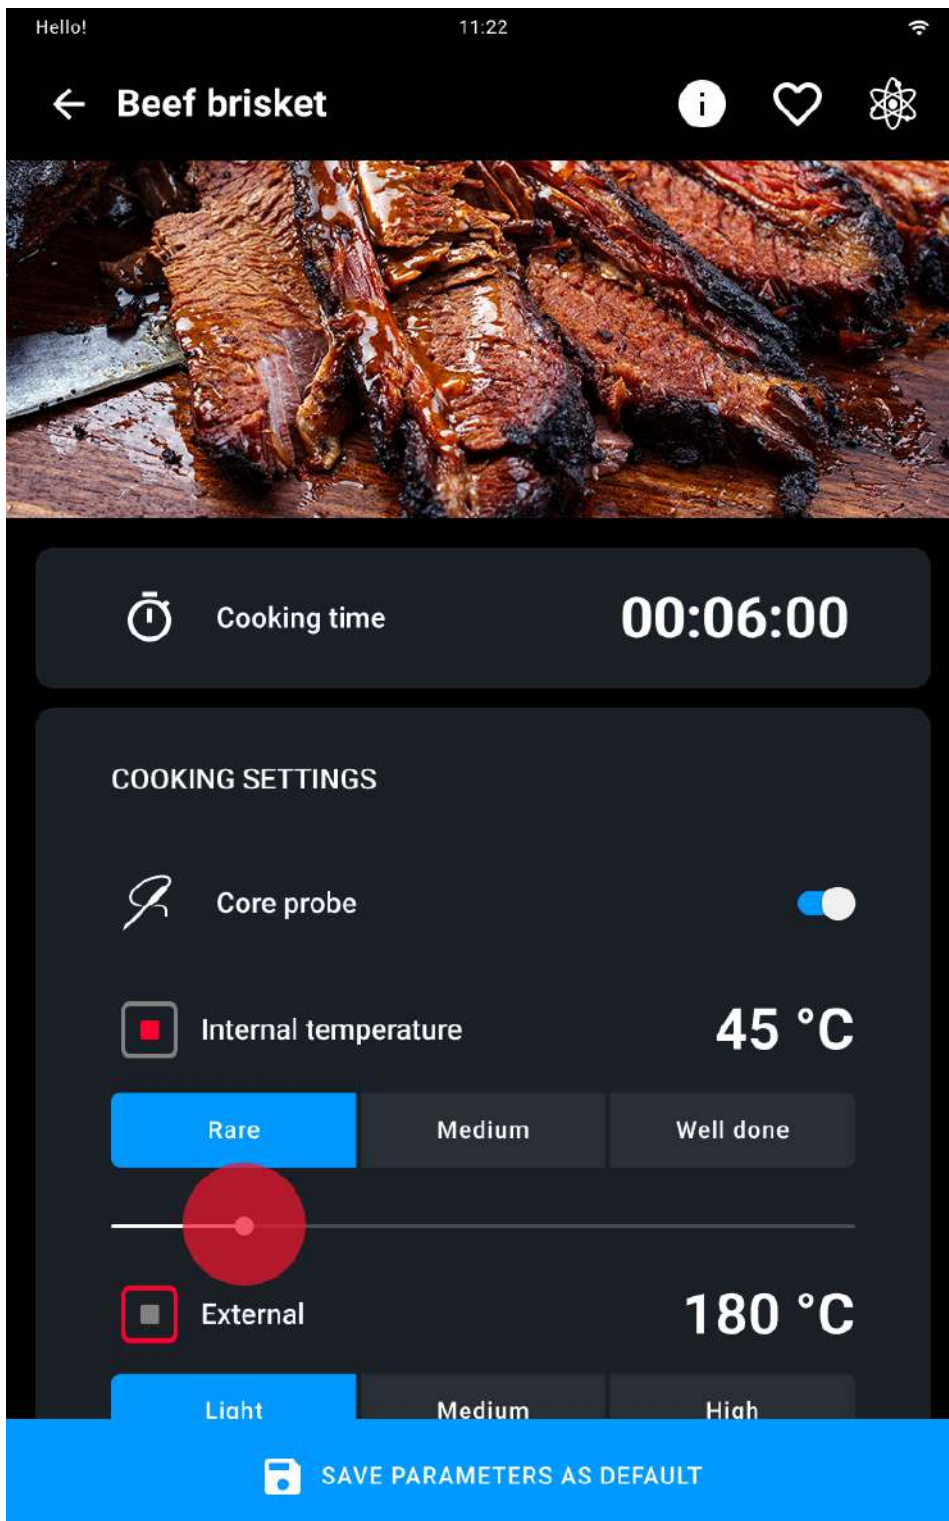 Hello! 11:22
Beef brisket
Cooking time 00:06:00
COOKING SETTINGS
Core probe
Internal temperature 45 °C
Rare Medium Well done
External 180 °C
Light Medium High
SAVE PARAMETERS AS DEFAULT